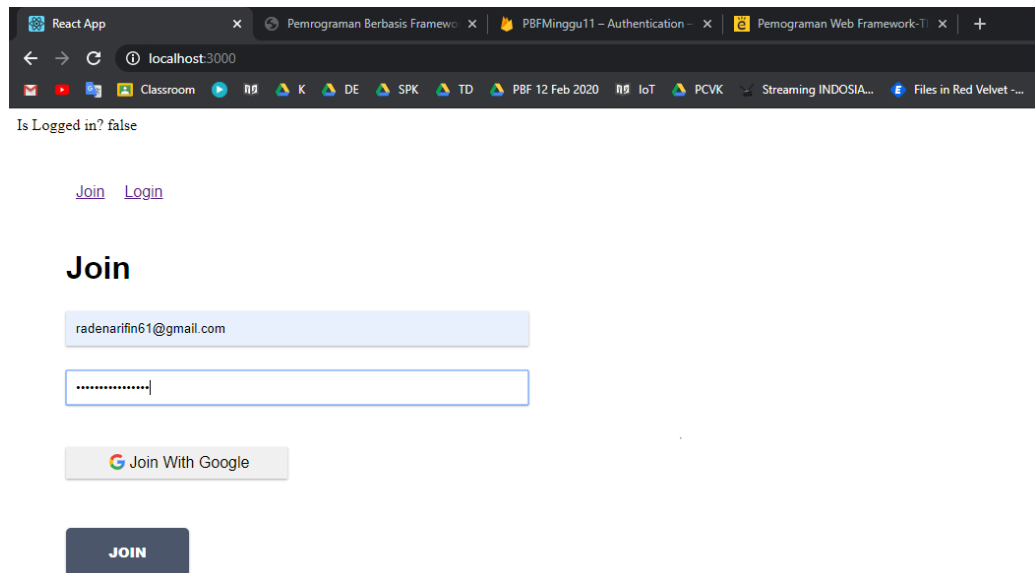 React App
Pemrograman Berbasis Framewo
PBFMinggu11 – Authentication –
Pemograman Web Framework-T
localhost:3000
Classroom K DE SPK TD PBF 12 Feb 2020 IoT PCVK Streaming INDOSIA... Files in Red Velvet -...
Is Logged in? false
Join Login
Join
radenarifin61@gmail.com
Join With Google
JOIN